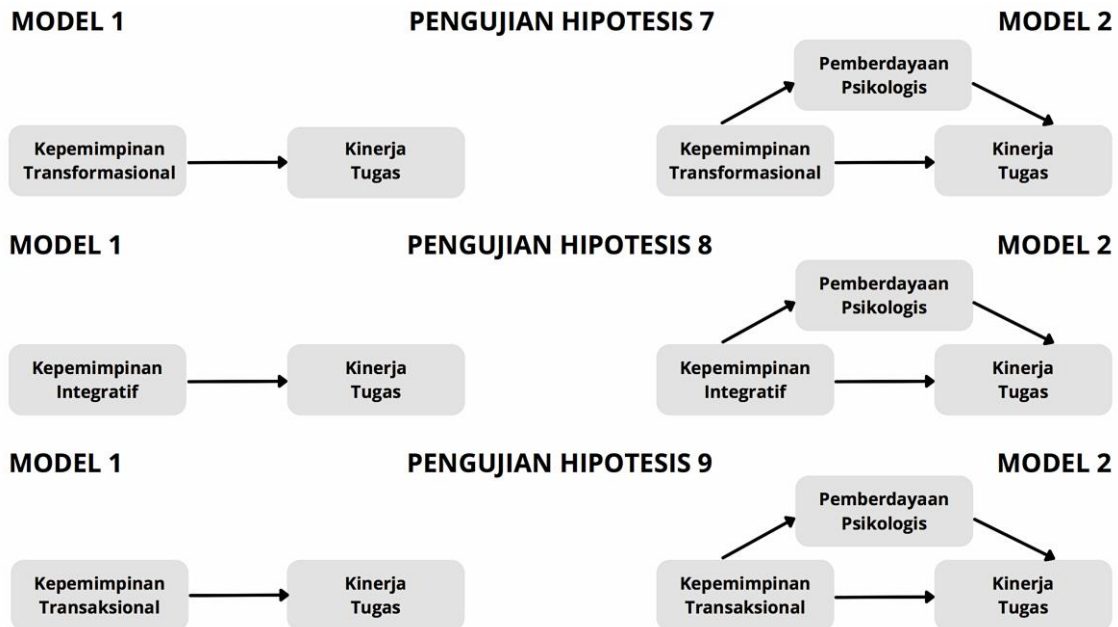 MODEL 1 PENGUJIAN HIPOTESIS 7 MODEL 2
Pemberdayaan
Psikologis
Kepemimpinan
Transformasional
Kinerja
Tugas
Kepemimpinan
Transformasional
Kinerja
Tugas
MODEL 1 PENGUJIAN HIPOTESIS 8 MODEL 2
Pemberdayaan
Psikologis
Kepemimpinan
Integratif
Kinerja
Tugas
Kepemimpinan
Integratif
Kinerja
Tugas
MODEL 1 PENGUJIAN HIPOTESIS 9 MODEL 2
Pemberdayaan
Psikologis
Kepemimpinan
Transaksional
Kinerja
Tugas
Kepemimpinan
Transaksional
Kinerja
Tugas